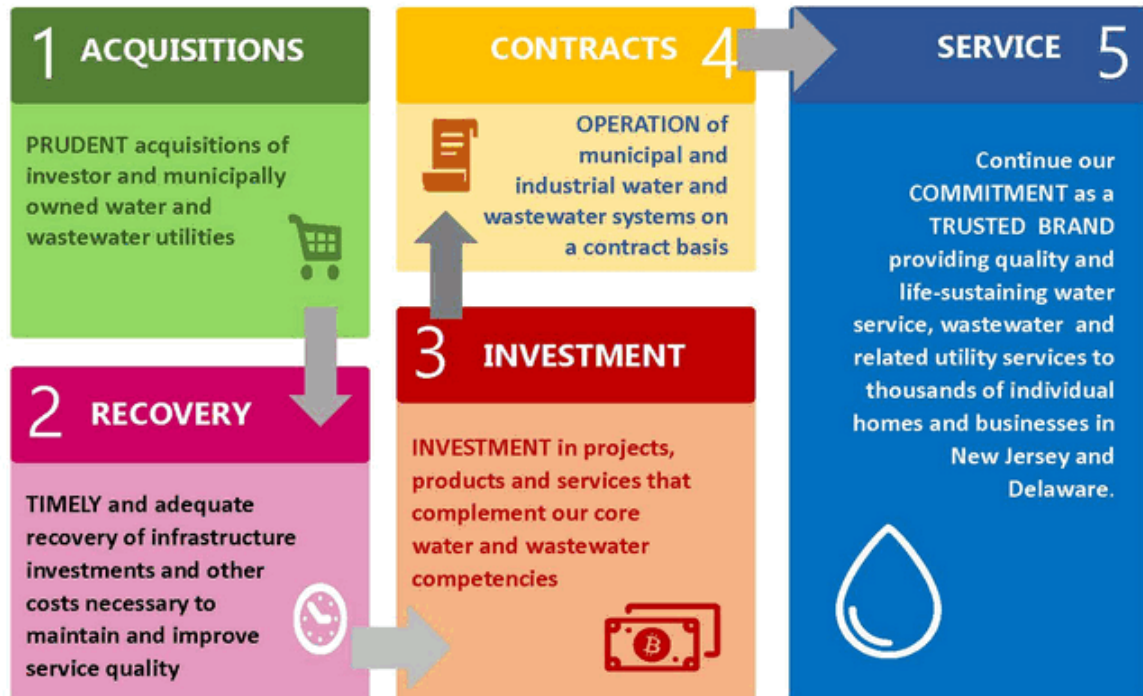 1 ACQUISITIONS
PRUDENT acquisitions of
investor and municipally
owned water and
wastewater utilities
2 RECOVERY
TIMELY and adequate
recovery of infrastructure
investments and other
costs necessary to
maintain and improve
service quality
3 INVESTMENT
INVESTMENT in projects,
products and services that
complement our core
water and wastewater
competencies
₿
CONTRACTS 4
OPERATION of
municipal and
industrial water and
wastewater systems on
a contract basis
SERVICE 5
Continue our
COMMITMENT as a
TRUSTED BRAND
providing quality and
life-sustaining water
service, wastewater and
related utility services to
thousands of individual
homes and businesses in
New Jersey and
Delaware.